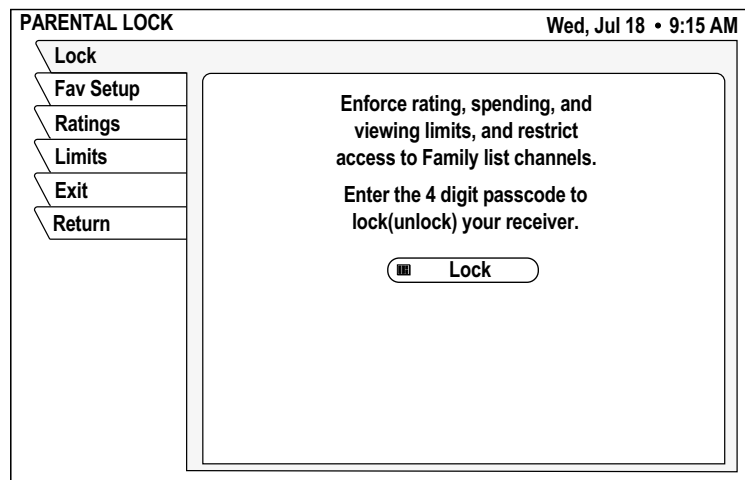 PARENTAL LOCK
Wed, Jul 18 • 9:15 AM
Lock
Fav Setup
Ratings
Limits
Exit
Return
Enforce rating, spending, and
viewing limits, and restrict
access to Family list channels.
Enter the 4 digit passcode to
lock(unlock) your receiver.
Lock